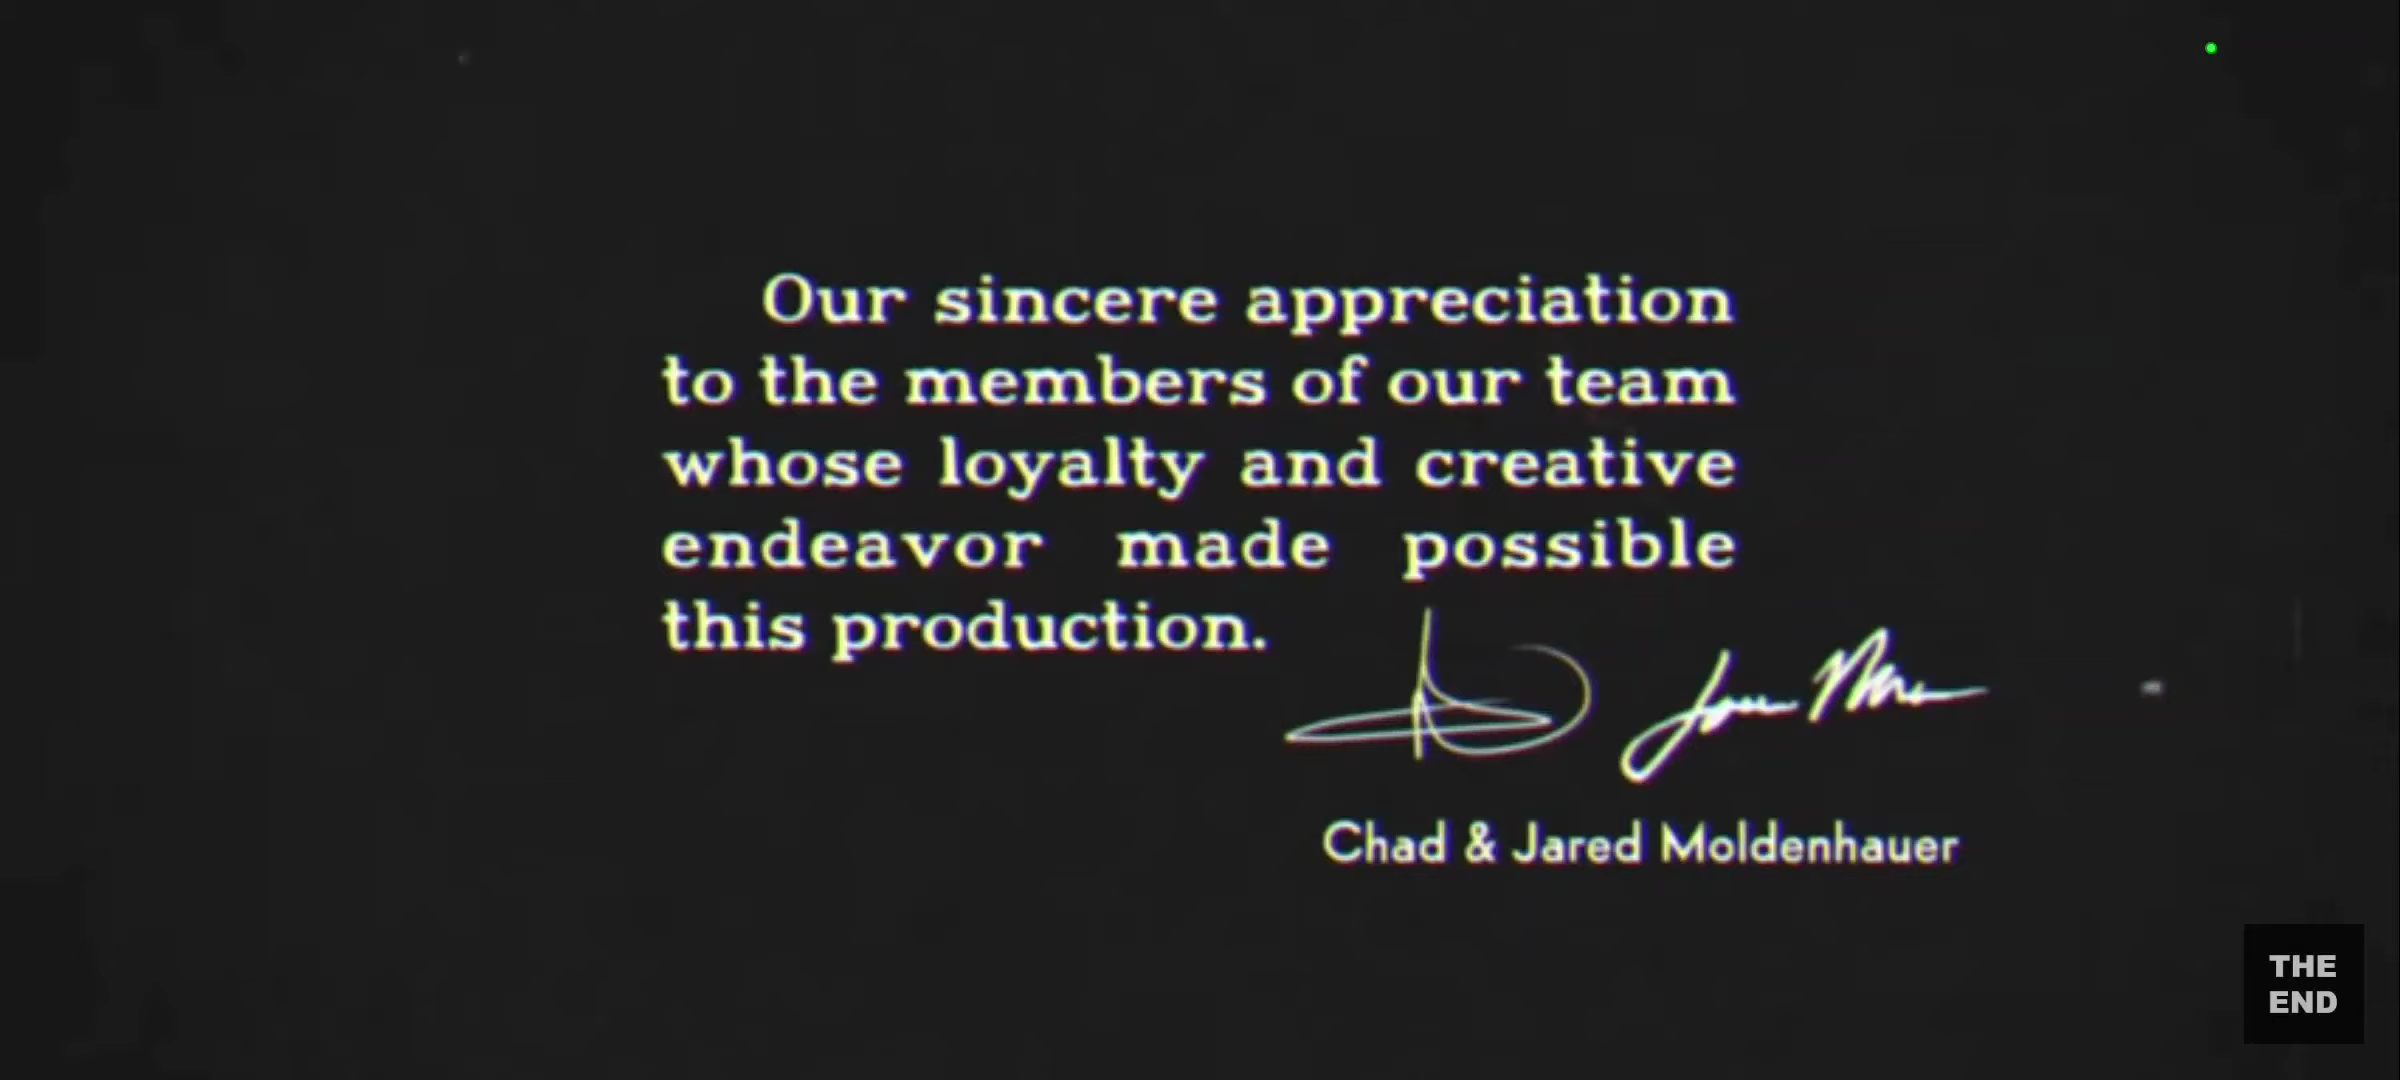 Our sincere appreciation
to the members of our team
whose loyalty and creative
endeavor made possible
this production.
Chad & Jared Moldenhauer
THE
END